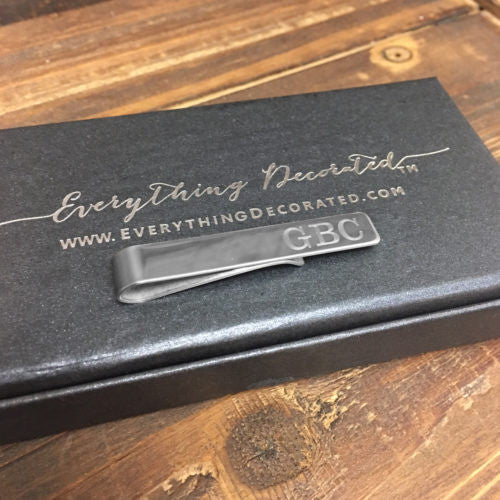 Everything Decorated™
www.EverythingDecorated.com
GBC